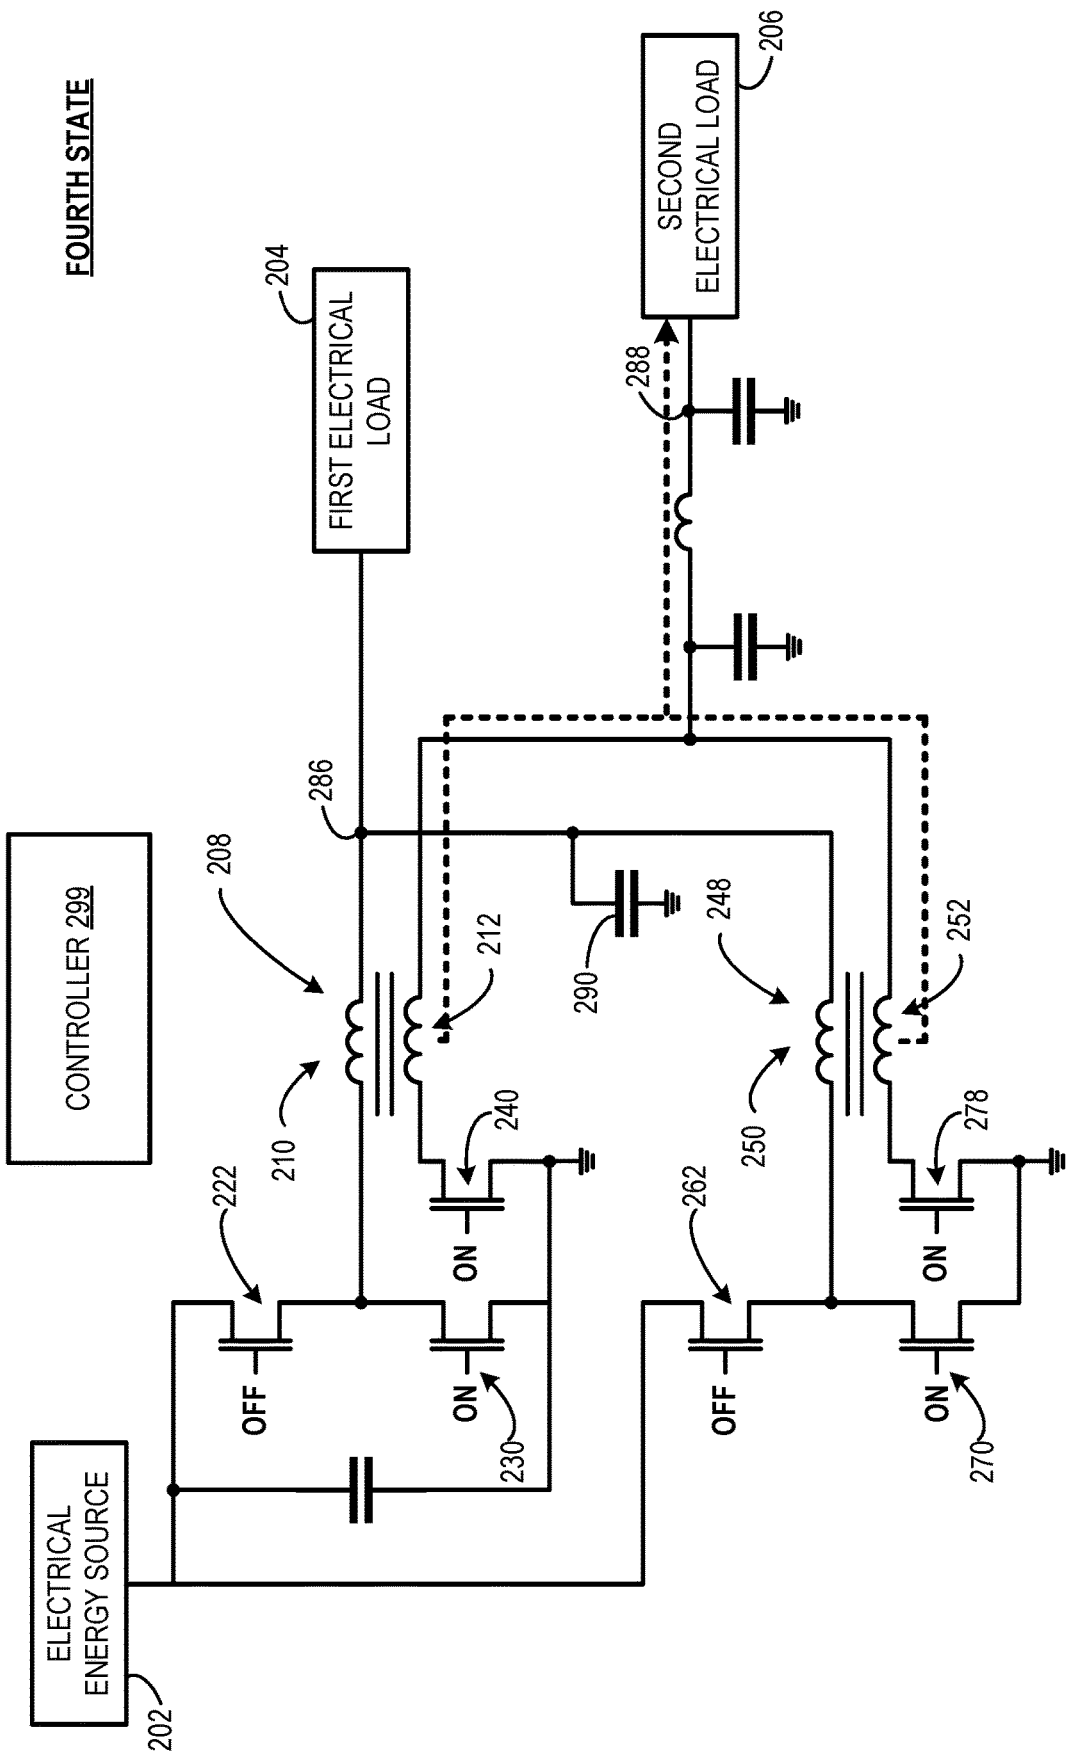 FOURTH STATE
CONTROLLER 299
ELECTRICAL
ENERGY SOURCE
202
222
OFF
ON
230
210
208
240
ON
212
286
FIRST ELECTRICAL
LOAD
204
290
262
OFF
ON
270
250
248
278
ON
252
288
SECOND
ELECTRICAL LOAD
206